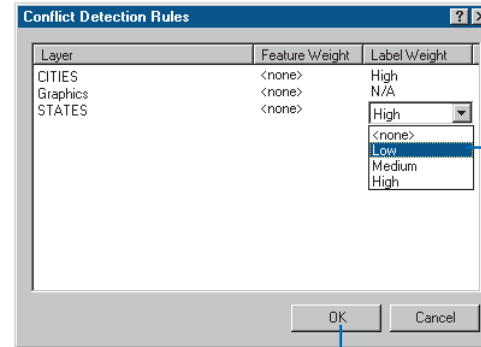 Conflict Detection Rules
Layer Feature Weight Label Weight
CITIES <none> High
Graphics <none> N/A
STATES <none> High
<none>
Low
Medium
High
OK Cancel